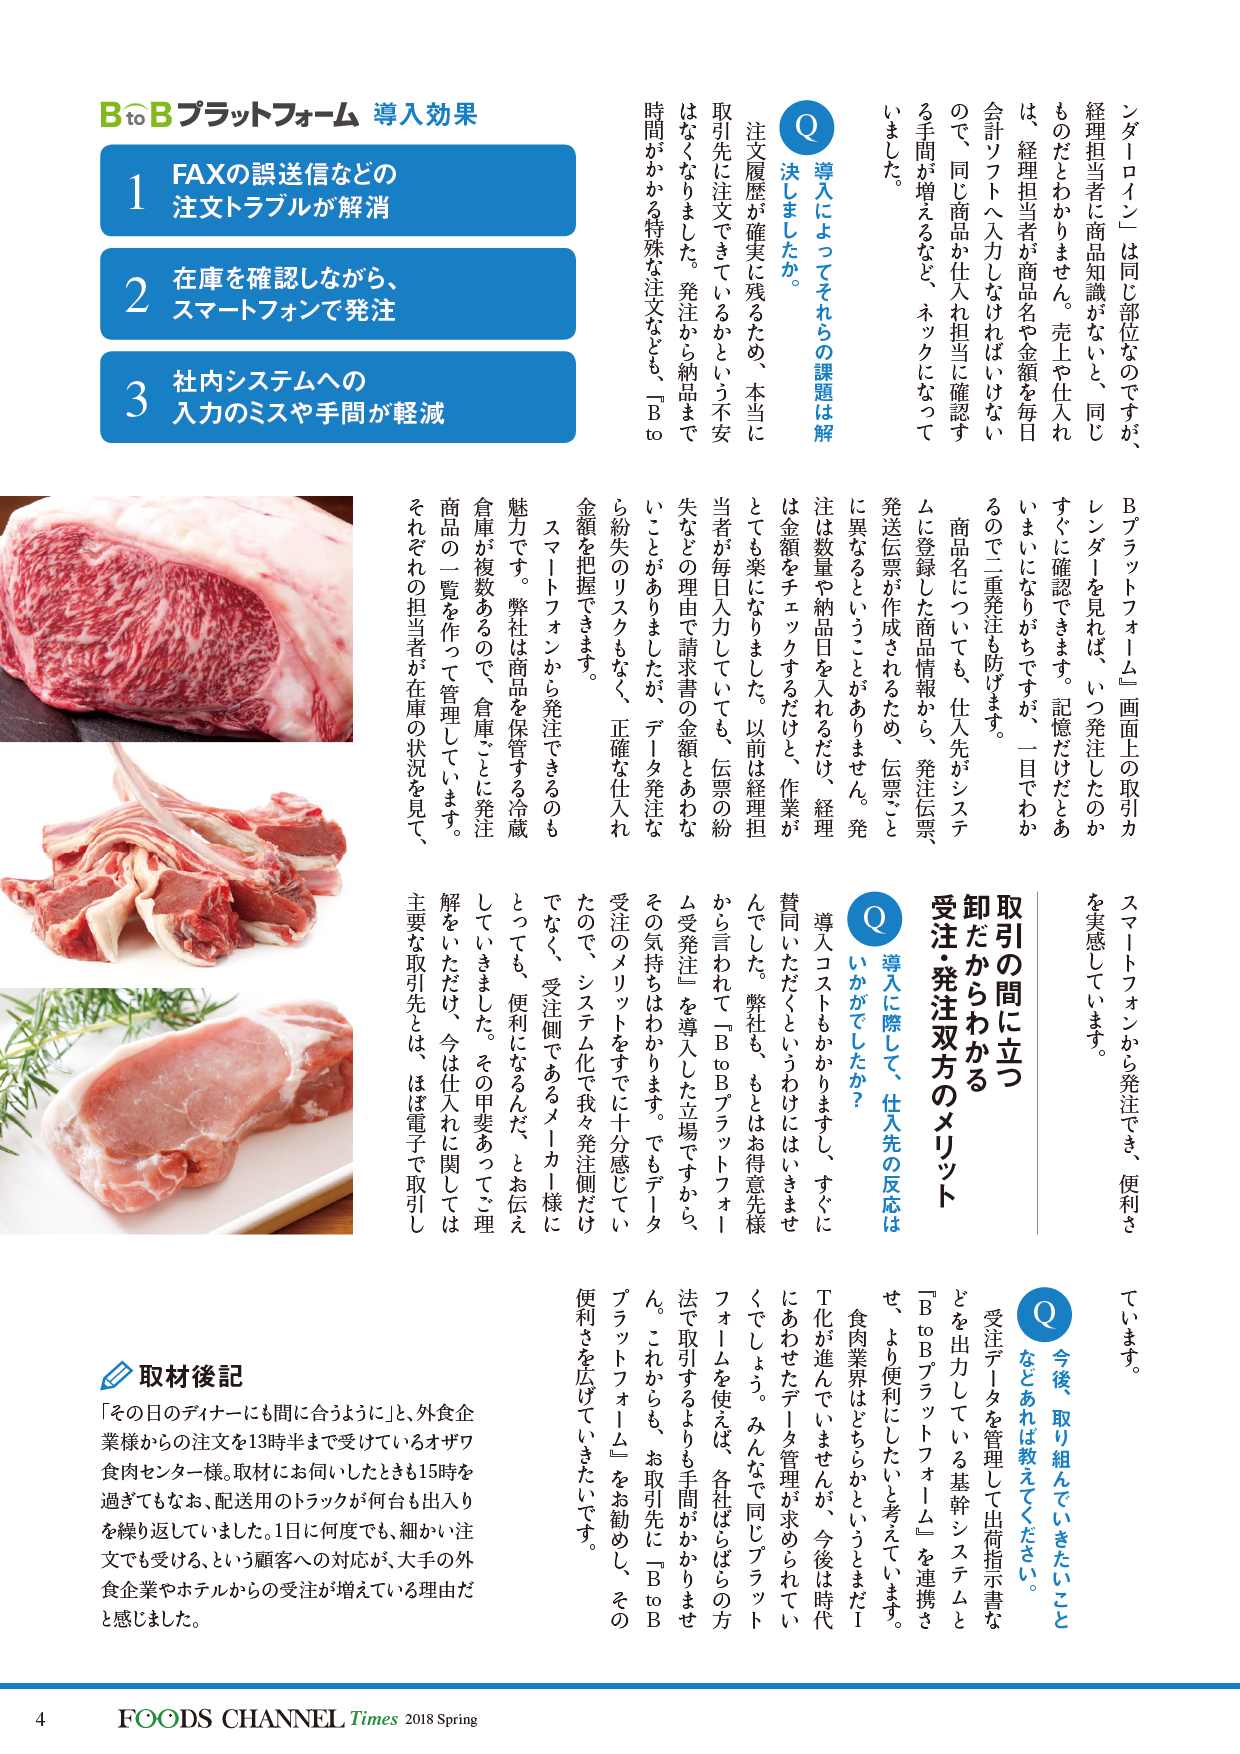 ンダーロイン」は同じ部位なのですが、
経理担当者に商品知識がないと、同じ
ものだとわかりません。売上や仕入れ
は、経理担当者が商品名や金額を毎日
会計ソフトへ入力しなければいけない
ので、同じ商品か仕入れ担当に確認す
る手間が増えるなど、ネックになって
いました。
Q 導入によってそれらの課題は解
決しましたか。
注文履歴が確実に残るため、本当に
取引先に注文できているかという不安
はなくなりました。発注から納品まで
時間がかかる特殊な注文なども、『B to
BtoBプラットフォーム 導入効果
1 FAXの誤送信などの
注文トラブルが解消
2 在庫を確認しながら、
スマートフォンで発注
3 社内システムへの
入力のミスや手間が軽減
Bプラットフォーム』画面上の取引カ
レンダーを見れば、いつ発注したのか
すぐに確認できます。記憶だけだとあ
いまいになりがちですが、一目でわか
るので二重発注も防げます。
商品名についても、仕入先がシステ
ムに登録した商品情報から、発注伝票、
発送伝票が作成されるため、伝票ごと
に異なるということがありません。発
注は数量や納品日を入れるだけ、経理
は金額をチェックするだけと、作業が
とても楽になりました。以前は経理担
当者が毎日入力していても、伝票の紛
失などの理由で請求書の金額とあわな
いことがありましたが、データ発注な
ら紛失のリスクもなく、正確な仕入れ
金額を把握できます。
スマートフォンから発注できるのも
魅力です。弊社は商品を保管する冷蔵
倉庫が複数あるので、倉庫ごとに発注
商品の一覧を作って管理しています。
それぞれの担当者が在庫の状況を見て、
スマートフォンから発注でき、便利さ
を実感しています。
取引の間に立つ
卸だからわかる
受注・発注双方のメリット
Q 導入に際して、仕入先の反応は
いかがでしたか?
導入コストもかかりますし、すぐに
賛同いただくというわけにはいきませ
んでした。弊社も、もとはお得意先様
から言われて『B to Bプラットフォー
ム受発注』を導入した立場ですから、
その気持ちはわかります。でもデータ
受注のメリットをすでに十分感じてい
たので、システム化で我々発注側だけ
でなく、受注側であるメーカー様に
とっても、便利になるんだ、とお伝え
していきました。その甲斐あってご理
解をいただけ、今は仕入れに関しては
主要な取引先とは、ほぼ電子で取引し
ています。
Q 今後、取り組んでいきたいこと
などあれば教えてください。
受注データを管理して出荷指示書な
どを出力している基幹システムと
『B to Bプラットフォーム』を連携さ
せ、より便利にしたいと考えています。
食肉業界はどちらかというとまだI
T化が進んでいませんが、今後は時代
にあわせたデータ管理が求められてい
くでしょう。みんなで同じプラット
フォームを使えば、各社ばらばらの方
法で取引するよりも手間がかかりませ
ん。これからも、お取引先に『B to B
プラットフォーム』をお勧めし、その
便利さを広げていきたいです。
取材後記
「その日のディナーにも間に合うように」と、外食企
業様からの注文を13時半まで受けているオザワ
食肉センター様。取材にお伺いしたときも15時を
過ぎてもなお、配送用のトラックが何台も出入り
を繰り返していました。1日に何度でも、細かい注
文でも受ける、という顧客への対応が、大手の外
食企業やホテルからの受注が増えている理由だ
と感じました。
4 FOODS CHANNEL Times 2018 Spring